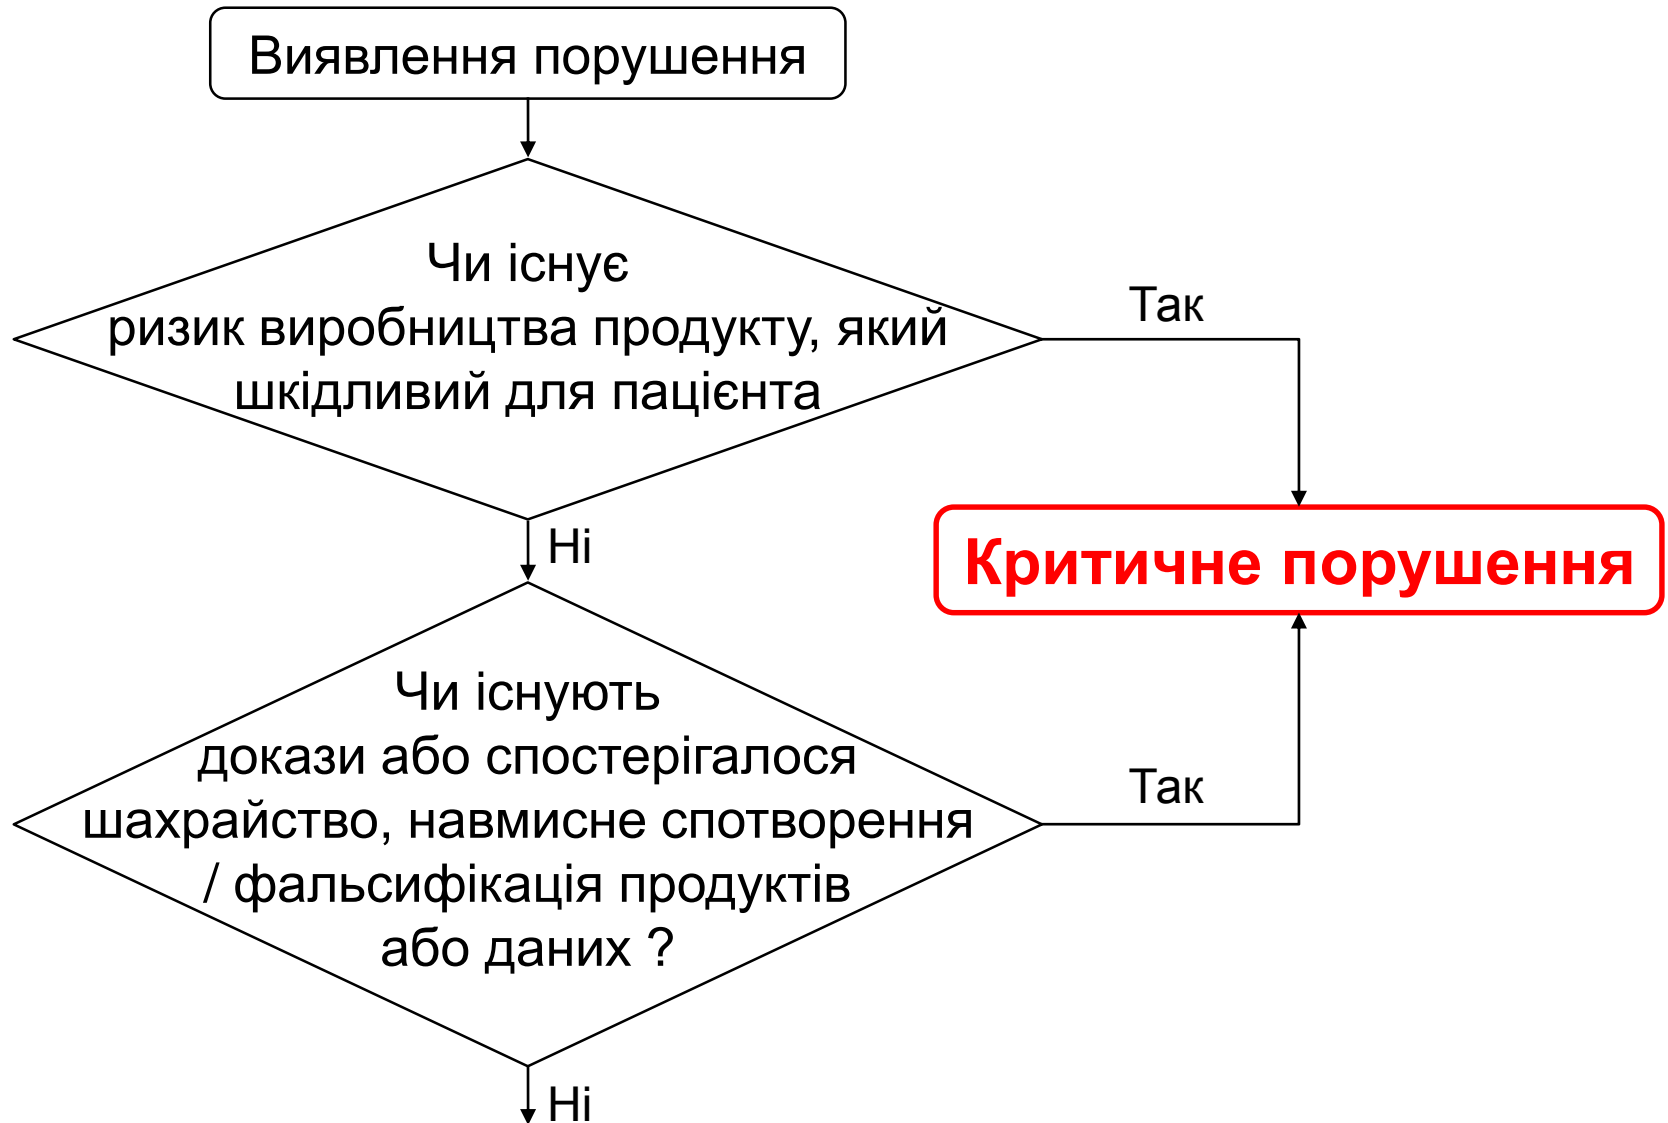 Виявлення порушення
Чи існує
ризик виробництва продукту, який
шкідливий для пацієнта
Так
Ні
Критичне порушення
Чи існують
докази або спостерігалося
шахрайство, навмисне спотворення
/ фальсифікація продуктів
або даних ?
Так
Ні